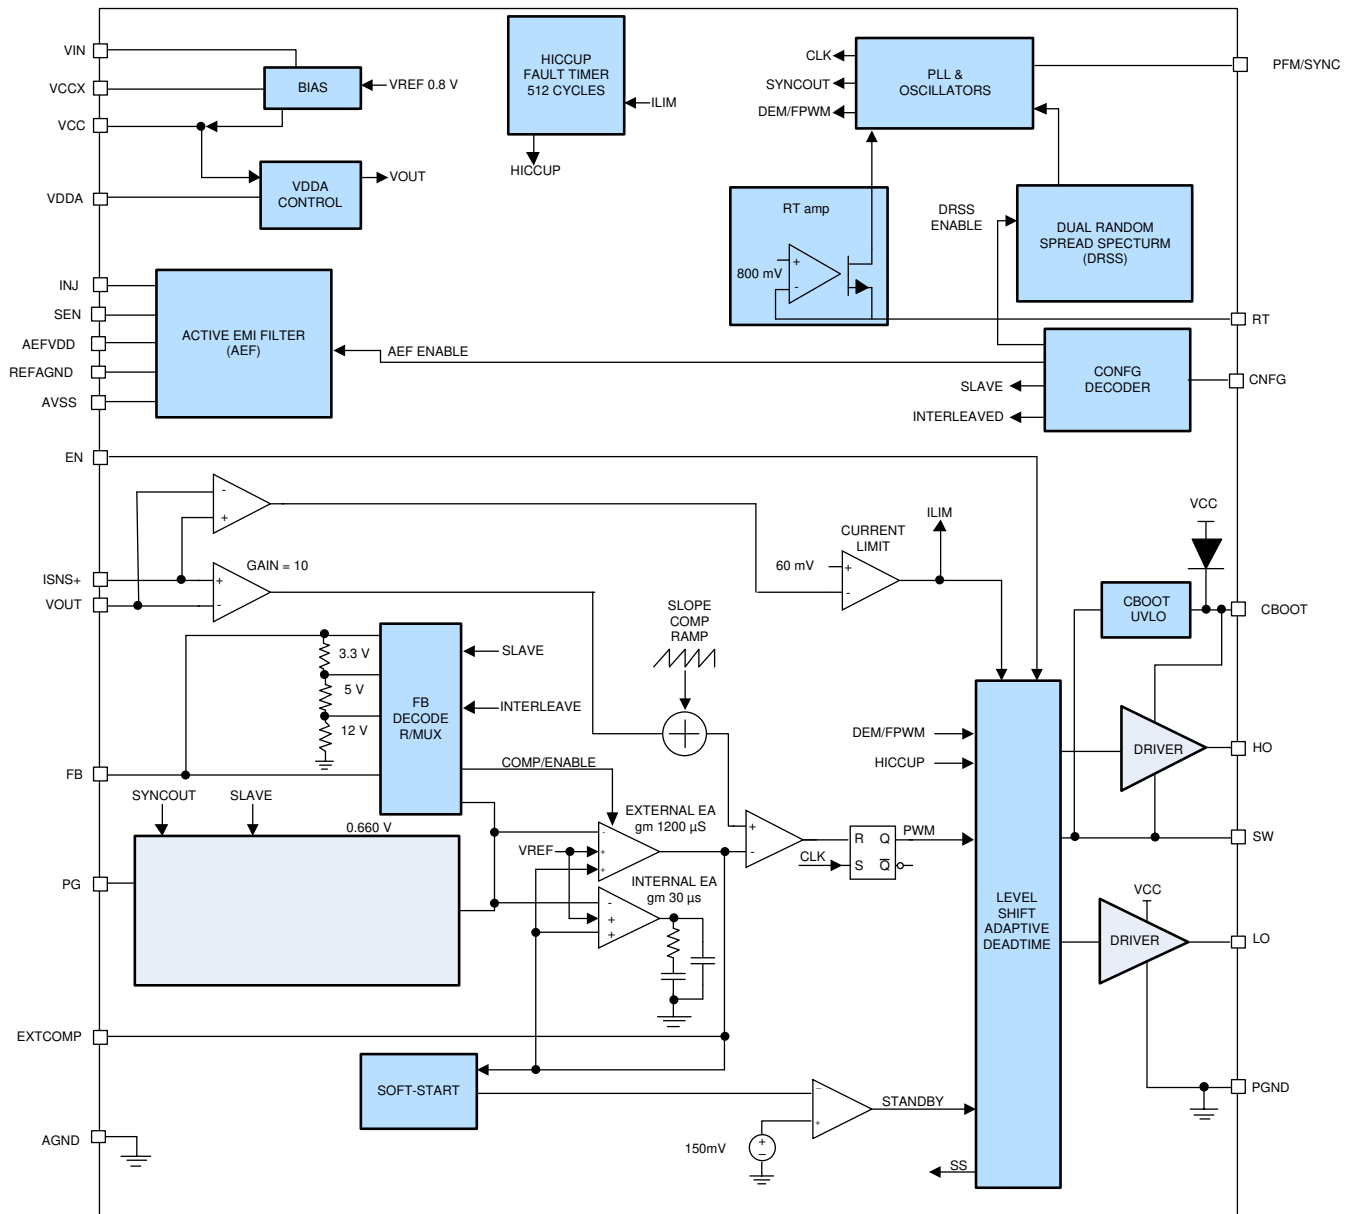 VIN
VCCX
VCC
VDDA
BIAS
VREF 0.8 V
VDDA
CONTROL
VOUT
HICCUP
FAULT TIMER
512 CYCLES
ILIM
HICCUP
CLK
SYNCOUT
DEM/FPWM
PLL &
OSCILLATORS
PFM/SYNC
RT amp
800 mV
+
-
DRSS
ENABLE
DUAL RANDOM
SPREAD SPECTURM
(DRSS)
RT
INJ
SEN
AEFVDD
REFAGND
AVSS
ACTIVE EMI FILTER
(AEF)
AEF ENABLE
SLAVE
INTERLEAVED
CONFG
DECODER
CNFG
EN
-
+
ISNS+
VOUT
+
-
GAIN = 10
CURRENT
LIMIT
60 mV
+
-
ILIM
VCC
CBOOT
UVLO
CBOOT
SLOPE
COMP
RAMP
3.3 V
5 V
12 V
FB
DECODE
R/MUX
SLAVE
INTERLEAVE
FB
COMP/ENABLE
DEM/FPWM
HICCUP
DRIVER
HO
SYNCOUT
SLAVE
0.660 V
PG
EXTERNAL EA
gm 1200 µS
VREF
-
+
+
INTERNAL EA
gm 30 µs
-
+
+
+
-
CLK
R
Q
S
Q
PWM
SW
LEVEL
SHIFT
ADAPTIVE
DEADTIME
VCC
DRIVER
LO
EXTCOMP
SOFT-START
−
+
150mV
+
−
STANDBY
SS
PGND
AGND